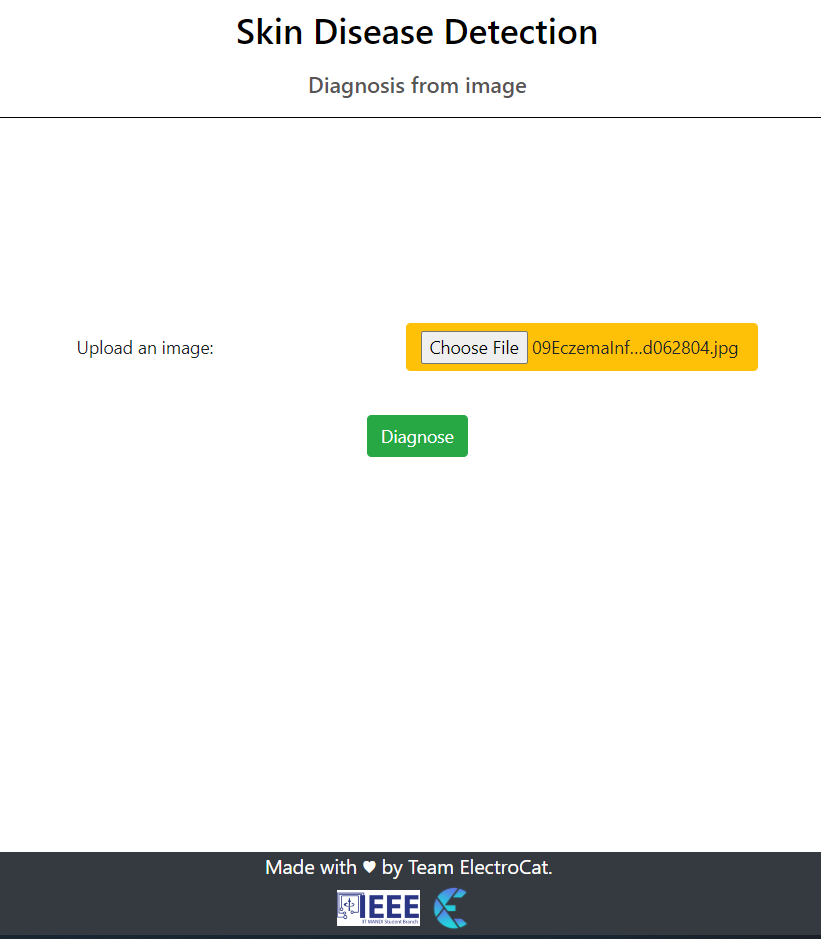 Skin Disease Detection
Diagnosis from image
Upload an image:
Choose File 09EczemaInf...d062804.jpg
Diagnose
Made with ♥ by Team ElectroCat.
IEEE
IIT MANDI Student Branch